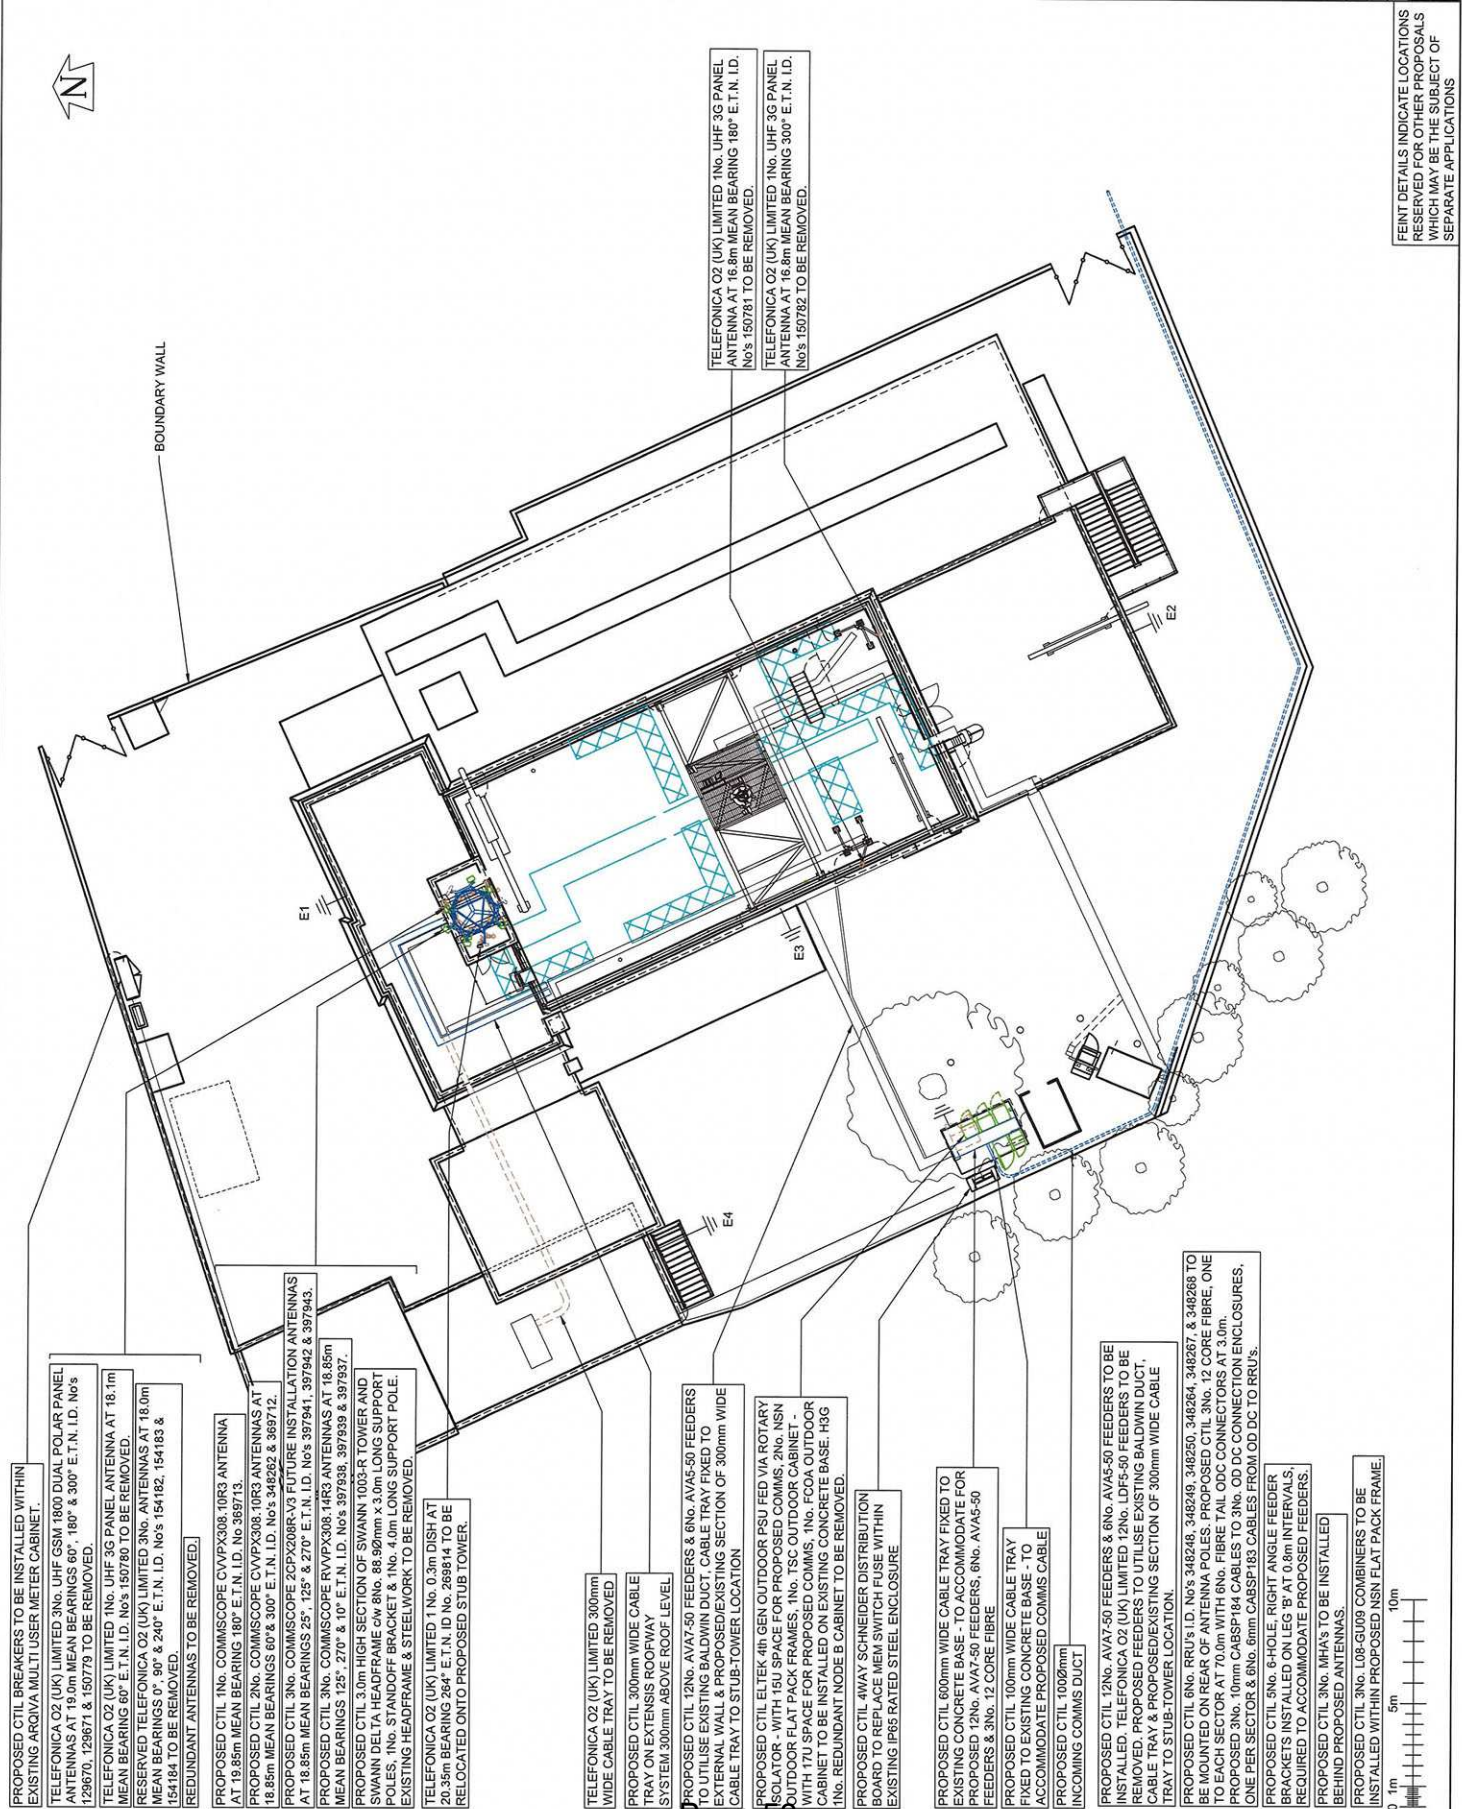 PROPOSED CTIL BREAKERS TO BE INSTALLED WITHIN
EXISTING ARQIVA MULTI USER METER CABINET.
TELEFONICA O2 (UK) LIMITED 3No. UHF GSM 1800 DUAL POLAR PANEL
ANTENNAS AT 19.0m MEAN BEARINGS 60°, 180° & 300° E.T.N. I.D. No's
129670, 129671 & 150779 TO BE REMOVED.
TELEFONICA O2 (UK) LIMITED 1No. UHF 3G PANEL ANTENNA AT 18.1m
MEAN BEARING 60° E.T.N. I.D. No's 150780 TO BE REMOVED.
RESERVED TELEFONICA O2 (UK) LIMITED 3No. ANTENNAS AT 18.0m
MEAN BEARINGS 0°, 90° & 240° E.T.N. I.D. No's 154182, 154183 &
154184 TO BE REMOVED.
REDUNDANT ANTENNAS TO BE REMOVED.
PROPOSED CTIL 1No. COMMSCOPE CVVPX308.10R3 ANTENNA
AT 19.85m MEAN BEARING 180° E.T.N. I.D. No 369713.
PROPOSED CTIL 2No. COMMSCOPE CVVPX308.10R3 ANTENNAS AT
18.85m MEAN BEARINGS 60°& 300° E.T.N. I.D. No's 348262 & 369712.
PROPOSED CTIL 3No. COMMSCOPE 2CPX208R-V3 FUTURE INSTALLATION ANTENNAS
AT 18.85m MEAN BEARINGS 25°, 125° & 270° E.T.N. I.D. No's 397941, 397942 & 397943.
PROPOSED CTIL 3No. COMMSCOPE RVVPX308.14R3 ANTENNAS AT 18.85m
MEAN BEARINGS 125°, 270° & 10° E.T.N. I.D. No's 397938, 397939 & 397937.
PROPOSED CTIL 3.0m HIGH SECTION OF SWANN 1003-R TOWER AND
SWANN DELTA HEADFRAME c/w 8No. 88.9Ømm x 3.0m LONG SUPPORT
POLES, 1No. STANDOFF BRACKET & 1No. 4.0m LONG SUPPORT POLE.
EXISTING HEADFRAME & STEELWORK TO BE REMOVED.
TELEFONICA O2 (UK) LIMITED 1 No. 0.3m DISH AT
20.35m BEARING 264° E.T.N. ID No. 269814 TO BE
RELOCATED ONTO PROPOSED STUB TOWER.
TELEFONICA O2 (UK) LIMITED 300mm
WIDE CABLE TRAY TO BE REMOVED
PROPOSED CTIL 300mm WIDE CABLE
TRAY ON EXTENSIS ROOFWAY
SYSTEM 300mm ABOVE ROOF LEVEL
PROPOSED CTIL 12No. AVA7-50 FEEDERS & 6No. AVA5-50 FEEDERS
TO UTILISE EXISTING BALDWIN DUCT, CABLE TRAY FIXED TO
EXTERNAL WALL & PROPOSED/EXISTING SECTION OF 300mm WIDE
CABLE TRAY TO STUB-TOWER LOCATION
PROPOSED CTIL ELTEK 4th GEN OUTDOOR PSU FED VIA ROTARY
ISOLATOR - WITH 15U SPACE FOR PROPOSED COMMS, 2No. NSN
OUTDOOR FLAT PACK FRAMES, 1No. TSC OUTDOOR CABINET -
WITH 17U SPACE FOR PROPOSED COMMS, 1No. FCOA OUTDOOR
CABINET TO BE INSTALLED ON EXISTING CONCRETE BASE. H3G
1No. REDUNDANT NODE B CABINET TO BE REMOVED.
PROPOSED CTIL 4WAY SCHNEIDER DISTRIBUTION
BOARD TO REPLACE MEM SWITCH FUSE WITHIN
EXISTING IP65 RATED STEEL ENCLOSURE
PROPOSED CTIL 600mm WIDE CABLE TRAY FIXED TO
EXISTING CONCRETE BASE - TO ACCOMMODATE FOR
PROPOSED 12No. AVA7-50 FEEDERS, 6No. AVA5-50
FEEDERS & 3No. 12 CORE FIBRE
PROPOSED CTIL 100mm WIDE CABLE TRAY
FIXED TO EXISTING CONCRETE BASE - TO
ACCOMMODATE PROPOSED COMMS CABLE
PROPOSED CTIL 100Ømm
INCOMING COMMS DUCT
PROPOSED CTIL 12No. AVA7-50 FEEDERS & 6No. AVA5-50 FEEDERS TO BE
INSTALLED. TELEFONICA O2 (UK) LIMITED 12No. LDF5-50 FEEDERS TO BE
REMOVED. PROPOSED FEEDERS TO UTILISE EXISTING BALDWIN DUCT,
CABLE TRAY & PROPOSED/EXISTING SECTION OF 300mm WIDE CABLE
TRAY TO STUB-TOWER LOCATION.
PROPOSED CTIL 6No. RRU'S I.D. No's 348248, 348249, 348250, 348264, 348267, & 348268 TO
BE MOUNTED ON REAR OF ANTENNA POLES. PROPOSED CTIL 3No. 12 CORE FIBRE, ONE
TO EACH SECTOR AT 70.0m WITH 6No. FIBRE TAIL ODC CONNECTORS AT 3.0m.
PROPOSED 3No. 10mm CABSP184 CABLES TO 3No. OD DC CONNECTION ENCLOSURES,
ONE PER SECTOR & 6No. 6mm CABSP183 CABLES FROM OD DC TO RRU's.
PROPOSED CTIL 5No. 6-HOLE, RIGHT ANGLE FEEDER
BRACKETS INSTALLED ON LEG 'B' AT 0.8m INTERVALS,
REQUIRED TO ACCOMMODATE PROPOSED FEEDERS.
PROPOSED CTIL 3No. MHA's TO BE INSTALLED
BEHIND PROPOSED ANTENNAS.
PROPOSED CTIL 3No. L08-GU09 COMBINERS TO BE
INSTALLED WITHIN PROPOSED NSN FLAT PACK FRAME.
0 1m 5m 10m
N
BOUNDARY WALL
E1
E2
E3
E4
TELEFONICA O2 (UK) LIMITED 1No. UHF 3G PANEL
ANTENNA AT 16.8m MEAN BEARING 180° E.T.N. I.D.
No's 150781 TO BE REMOVED.
TELEFONICA O2 (UK) LIMITED 1No. UHF 3G PANEL
ANTENNA AT 16.8m MEAN BEARING 300° E.T.N. I.D.
No's 150782 TO BE REMOVED.
FEINT DETAILS INDICATE LOCATIONS
RESERVED FOR OTHER PROPOSALS
WHICH MAY BE THE SUBJECT OF
SEPARATE APPLICATIONS